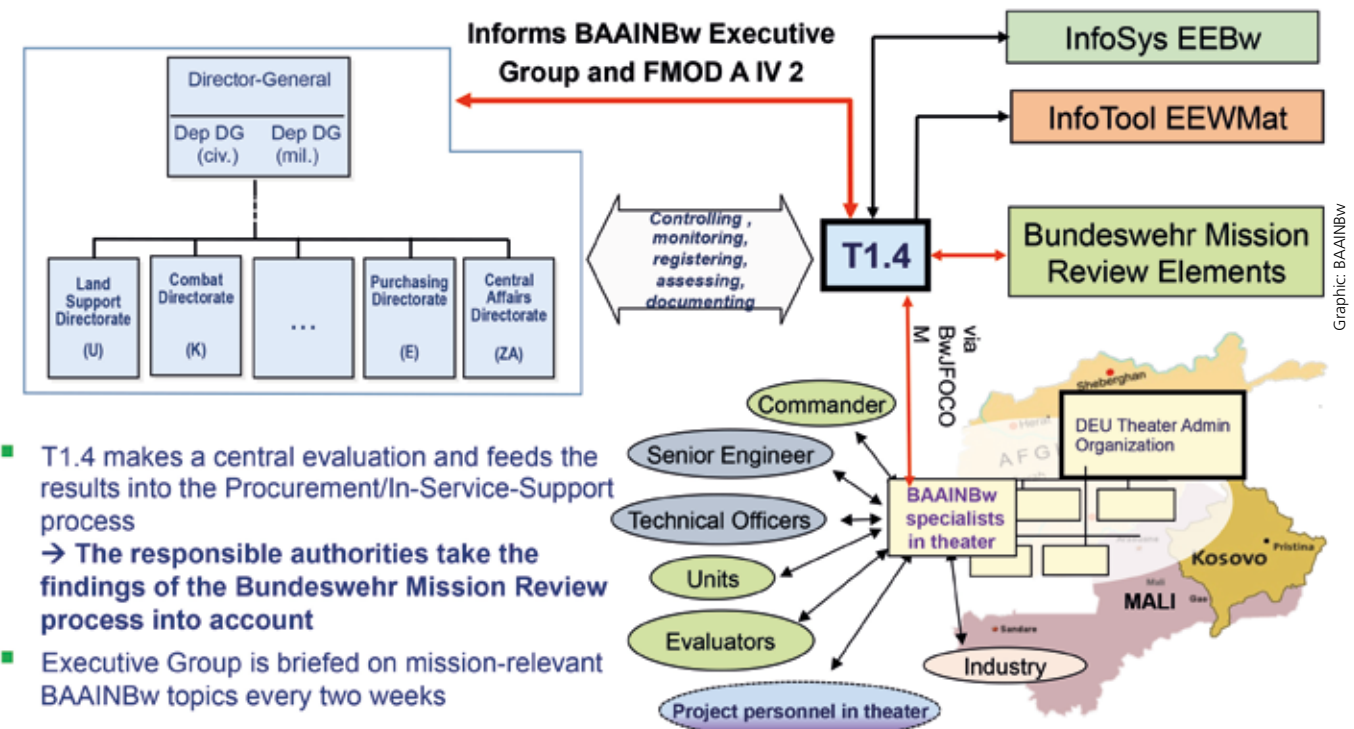 Informs BAAINBw Executive
Group and FMOD A IV 2
InfoSys EEBw
InfoTool EEWMat
Bundeswehr Mission
Review Elements
Graphic: BAAINBw
Director-General
Dep DG
(civ.)
Dep DG
(mil.)
Land
Support
Directorate
(U)
Combat
Directorate
(K)
...
Purchasing
Directorate
(E)
Central
Affairs
Directorate
(ZA)
Controlling ,
monitoring,
registering,
assessing,
documenting
T1.4
via
BwJFOCO
M
Commander
Senior Engineer
Technical Officers
Units
Evaluators
Project personnel in theater
Industry
BAAINBw
specialists
in theater
DEU Theater Admin
Organization
Sheberghan
Herat
AFG
Kosovo
Pristina
Mali
MALI
Gao
Sandare
▪ T1.4 makes a central evaluation and feeds the
results into the Procurement/In-Service-Support
process
→ The responsible authorities take the
findings of the Bundeswehr Mission Review
process into account
▪ Executive Group is briefed on mission-relevant
BAAINBw topics every two weeks